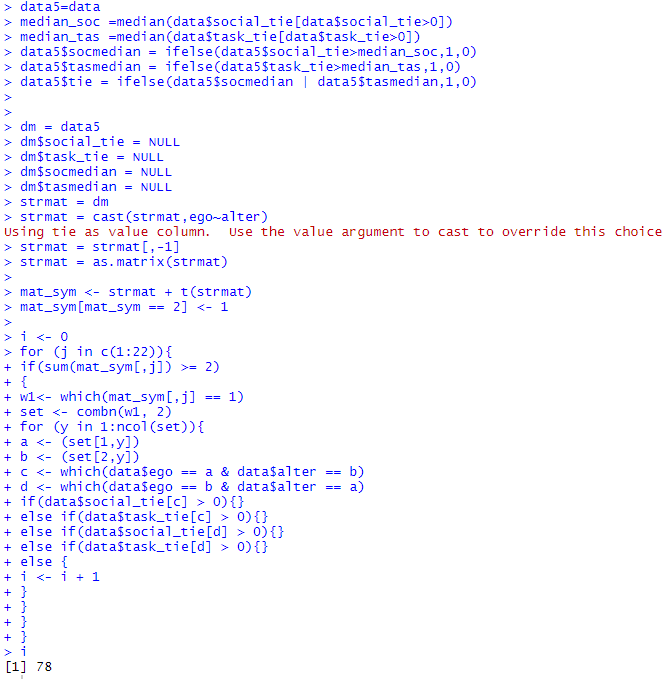 > data5=data
> median_soc =median(data$social_tie[data$social_tie>0])
> median_tas =median(data$task_tie[data$task_tie>0])
> data5$socmedian = ifelse(data5$social_tie>median_soc,1,0)
> data5$tasmedian = ifelse(data5$task_tie>median_tas,1,0)
> data5$tie = ifelse(data5$socmedian | data5$tasmedian,1,0)
>
>
> dm = data5
> dm$social_tie = NULL
> dm$task_tie = NULL
> dm$socmedian = NULL
> dm$tasmedian = NULL
> strmat = dm
> strmat = cast(strmat,ego~alter)
Using tie as value column.  Use the value argument to cast to override this choice
> strmat = strmat[,-1]
> strmat = as.matrix(strmat)
>
> mat_sym <- strmat + t(strmat)
> mat_sym[mat_sym == 2] <- 1
>
> i <- 0
> for (j in c(1:22)){
+ if(sum(mat_sym[,j]) >= 2)
+ {
+ w1<- which(mat_sym[,j] == 1)
+ set <- combn(w1, 2)
+ for (y in 1:ncol(set)){
+ a <- (set[1,y])
+ b <- (set[2,y])
+ c <- which(data$ego == a & data$alter == b)
+ d <- which(data$ego == b & data$alter == a)
+ if(data$social_tie[c] > 0){}
+ else if(data$task_tie[c] > 0){}
+ else if(data$social_tie[d] > 0){}
+ else if(data$task_tie[d] > 0){}
+ else {
+ i <- i + 1
+ }
+ }
+ }
+ }
> i
[1] 78